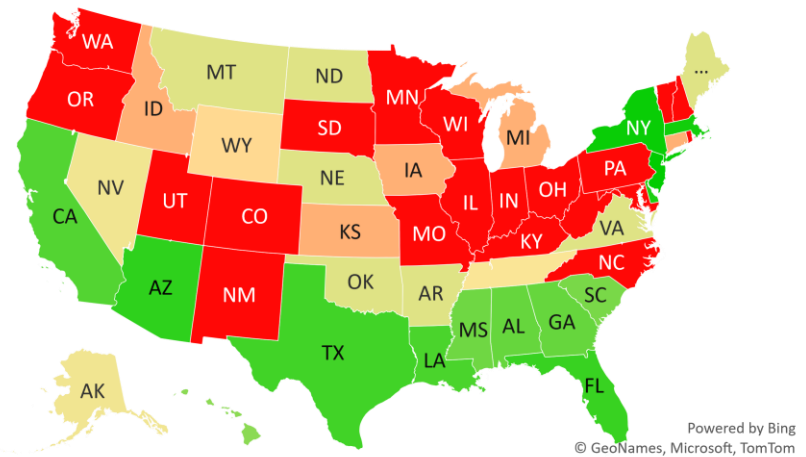 WA
MT
ND
...
OR
ID
MN
SD
WI
NY
MI
WY
IA
PA
NE
NV
UT
CO
IL
IN
OH
CA
KS
MO
KY
VA
NC
AZ
NM
OK
AR
SC
MS
AL
GA
TX
LA
FL
AK
Powered by Bing
© GeoNames, Microsoft, TomTom